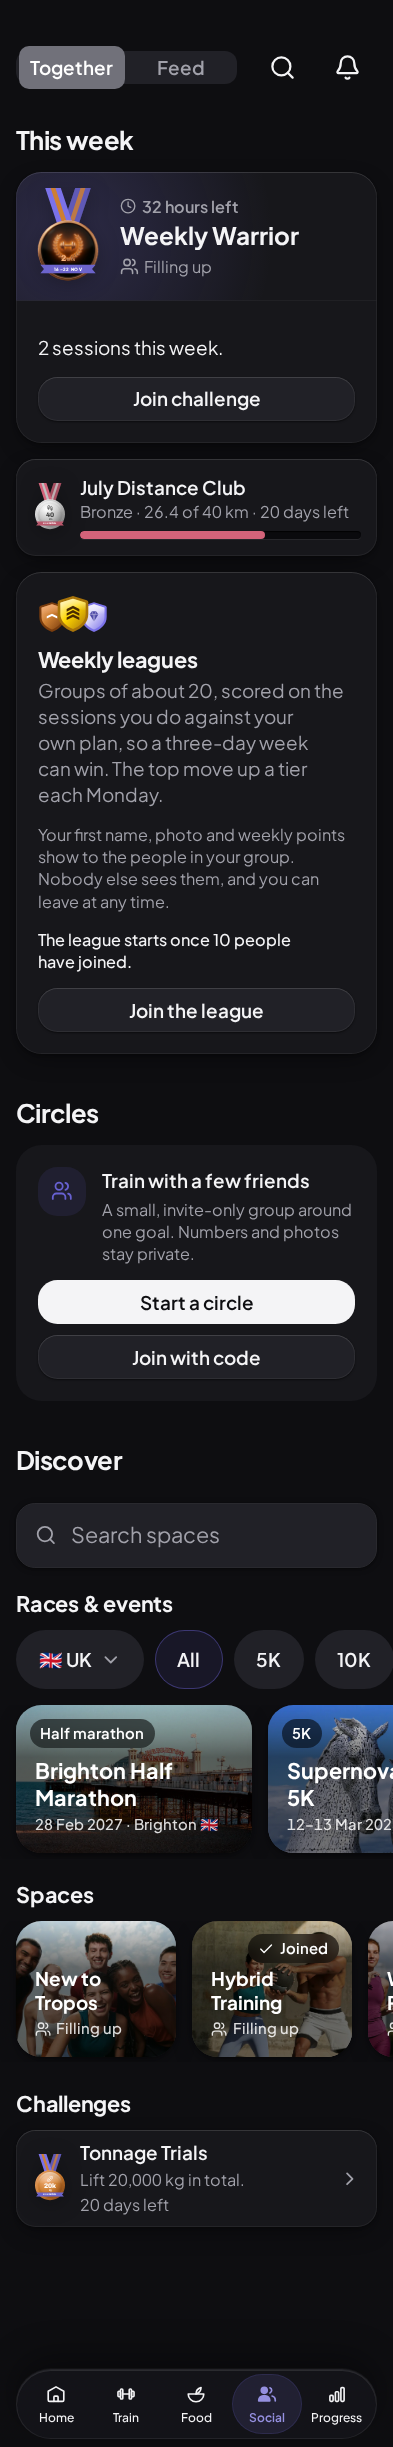 Together
Feed
This week
32 hours left
Weekly Warrior
Filling up
2 sessions this week.
Join challenge
July Distance Club
Bronze · 26.4 of 40 km · 20 days left
40
Weekly leagues
Groups of about 20, scored on the
sessions you do against your
own plan, so a three-day week
can win. The top move up a tier
each Monday.
Your first name, photo and weekly points
show to the people in your group.
Nobody else sees them, and you can
leave at any time.
The league starts once 10 people
have joined.
Join the league
Circles
Train with a few friends
A small, invite-only group around
one goal. Numbers and photos
stay private.
Start a circle
Join with code
Discover
Search spaces
Races & events
🇬🇧 UK
All
5K
10K
Half marathon
Brighton Half
Marathon
28 Feb 2027 · Brighton 🇬🇧
5K
Supernova
5K
12–13 Mar 202
Spaces
New to
Tropos
Filling up
Joined
Hybrid
Training
Filling up
Challenges
Tonnage Trials
Lift 20,000 kg in total.
20 days left
20k
Home
Train
Food
Social
Progress